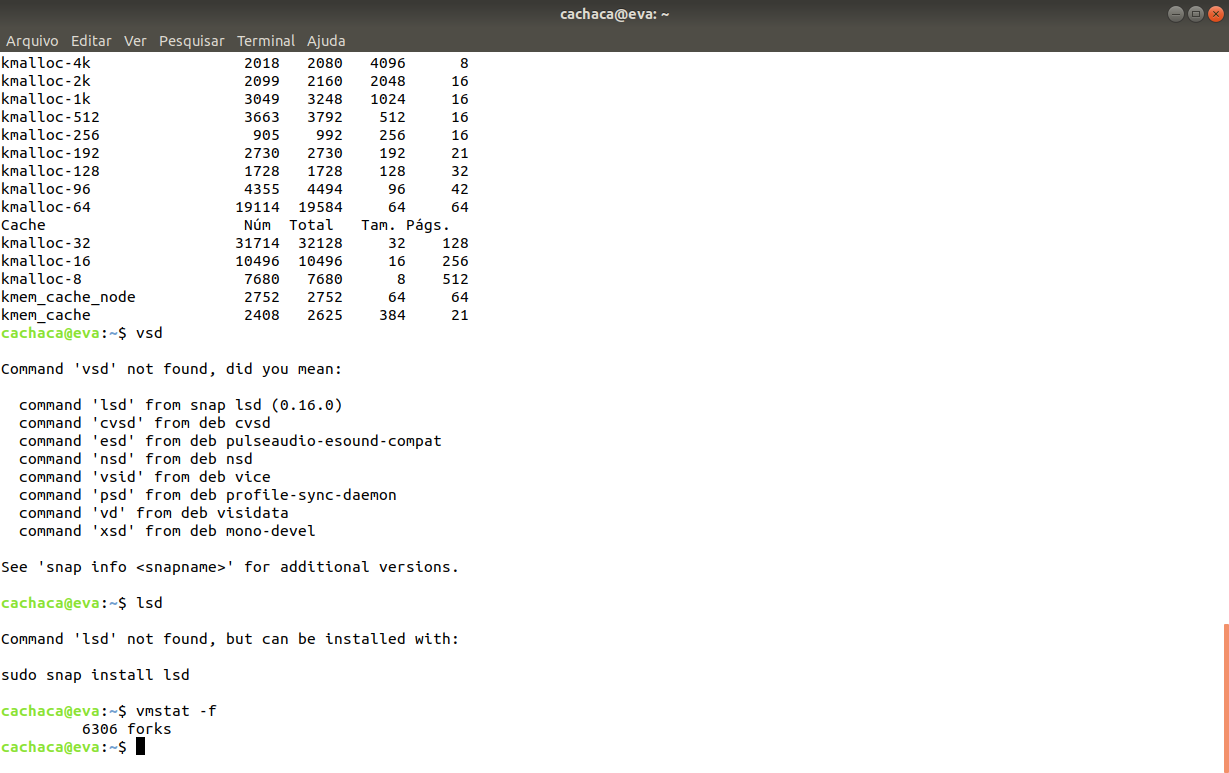 cachaca@eva: ~
Arquivo Editar Ver Pesquisar Terminal Ajuda
kmalloc-4k 2018 2080 4096 8
kmalloc-2k 2099 2160 2048 16
kmalloc-1k 3049 3248 1024 16
kmalloc-512 3663 3792 512 16
kmalloc-256 905 992 256 16
kmalloc-192 2730 2730 192 21
kmalloc-128 1728 1728 128 32
kmalloc-96 4355 4494 96 42
kmalloc-64 19114 19584 64 64
Cache Núm Total Tam. Págs.
kmalloc-32 31714 32128 32 128
kmalloc-16 10496 10496 16 256
kmalloc-8 7680 7680 8 512
kmem_cache_node 2752 2752 64 64
kmem_cache 2408 2625 384 21
cachaca@eva:~$ vsd
Command 'vsd' not found, did you mean:
command 'lsd' from snap lsd (0.16.0)
command 'cvsd' from deb cvsd
command 'esd' from deb pulseaudio-esound-compat
command 'nsd' from deb nsd
command 'vsid' from deb vice
command 'psd' from deb profile-sync-daemon
command 'vd' from deb visidata
command 'xsd' from deb mono-devel
See 'snap info <snapname>' for additional versions.
cachaca@eva:~$ lsd
Command 'lsd' not found, but can be installed with:
sudo snap install lsd
cachaca@eva:~$ vmstat -f
6306 forks
cachaca@eva:~$